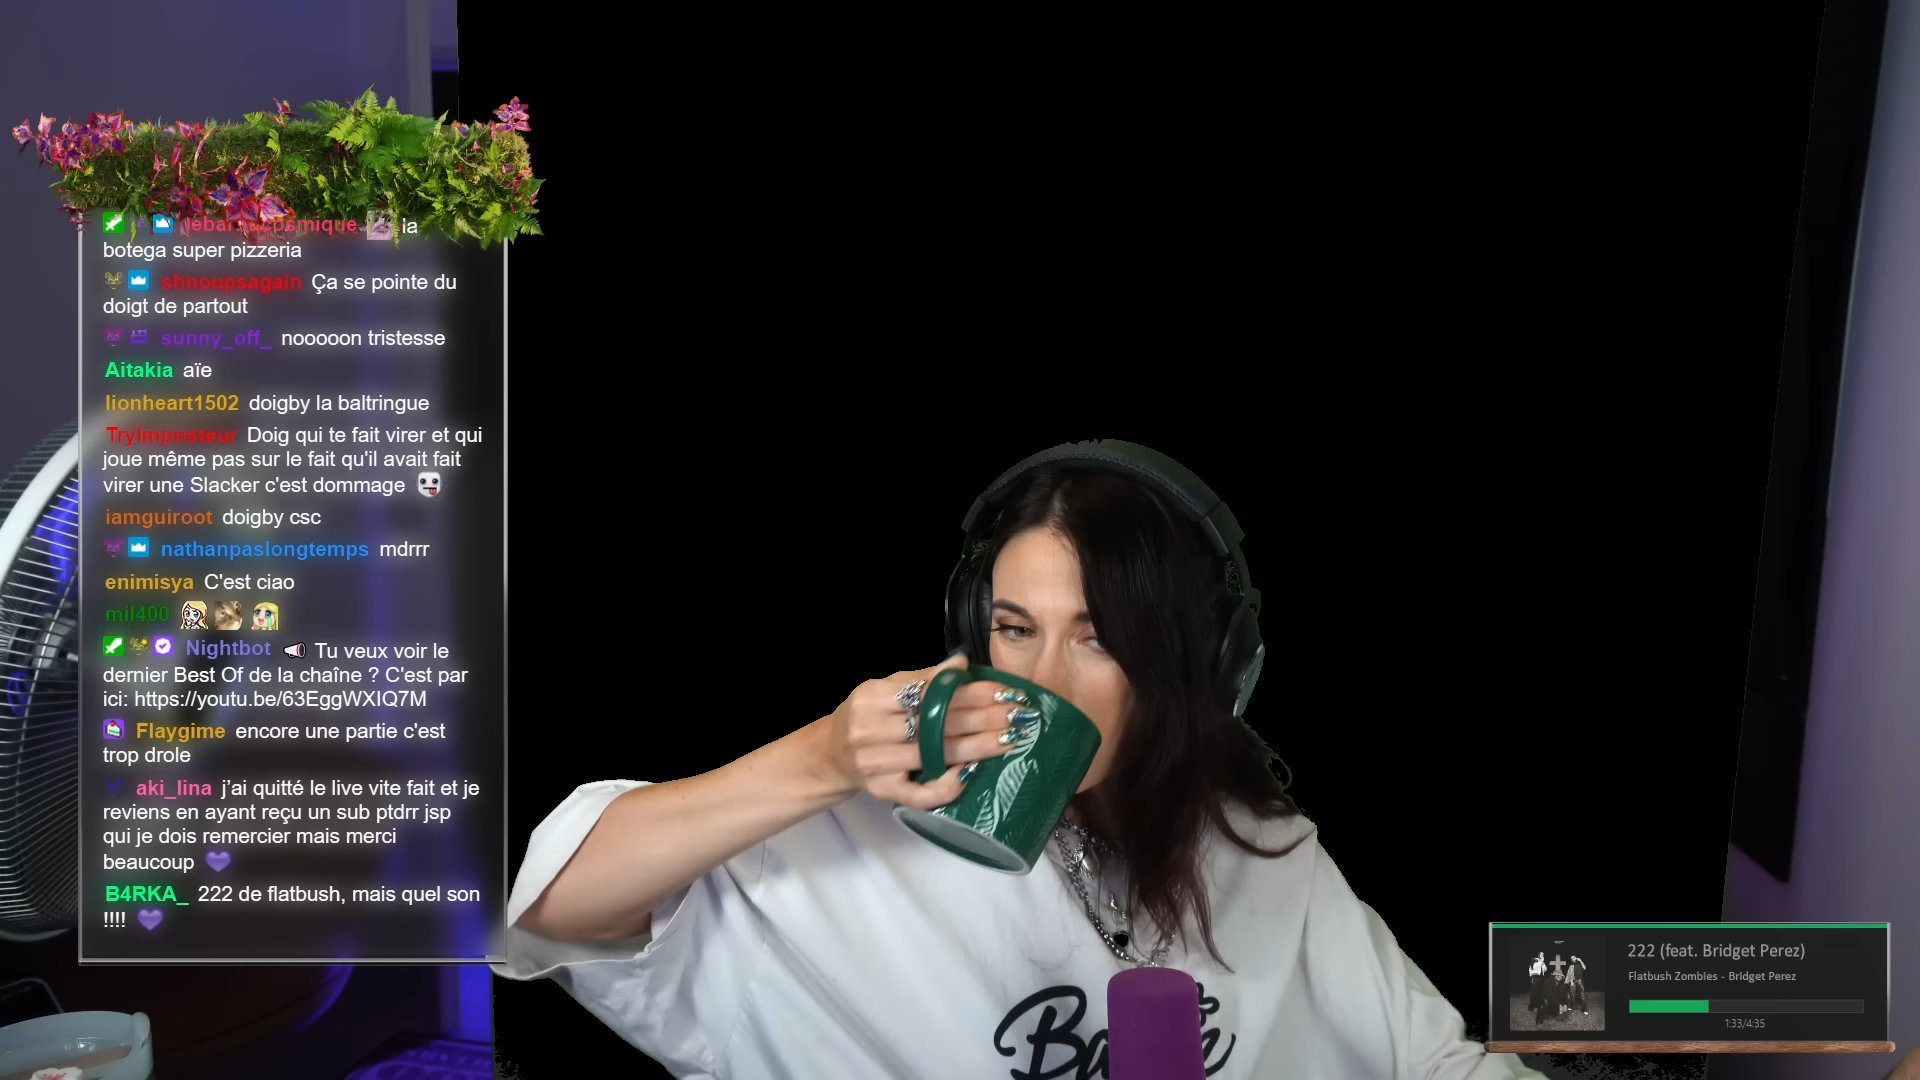 la
botega super pizzeria
shnoupsagain Ça se pointe du
doigt de partout
sunny_off_ nooooon tristesse
Aitakia aïe
lionheart1502 doigby la baltringue
TryImposteur Doig qui te fait virer et qui
joue même pas sur le fait qu'il avait fait
virer une Slacker c'est dommage
iamguiroot doigby csc
nathanpaslongtemps mdrrr
enimisya C'est ciao
mil400
Nightbot Tu veux voir le
dernier Best Of de la chaîne ? C'est par
ici: https://youtu.be/63EggWXIQ7M
Flaygime encore une partie c'est
trop drole
aki_lina j'ai quitté le live vite fait et je
reviens en ayant reçu un sub ptdrr jsp
qui je dois remercier mais merci
beaucoup
B4RKA_ 222 de flatbush, mais quel son
!!!!
222 (feat. Bridget Perez)
Flatbush Zombies - Bridget Perez
1:33/4:35